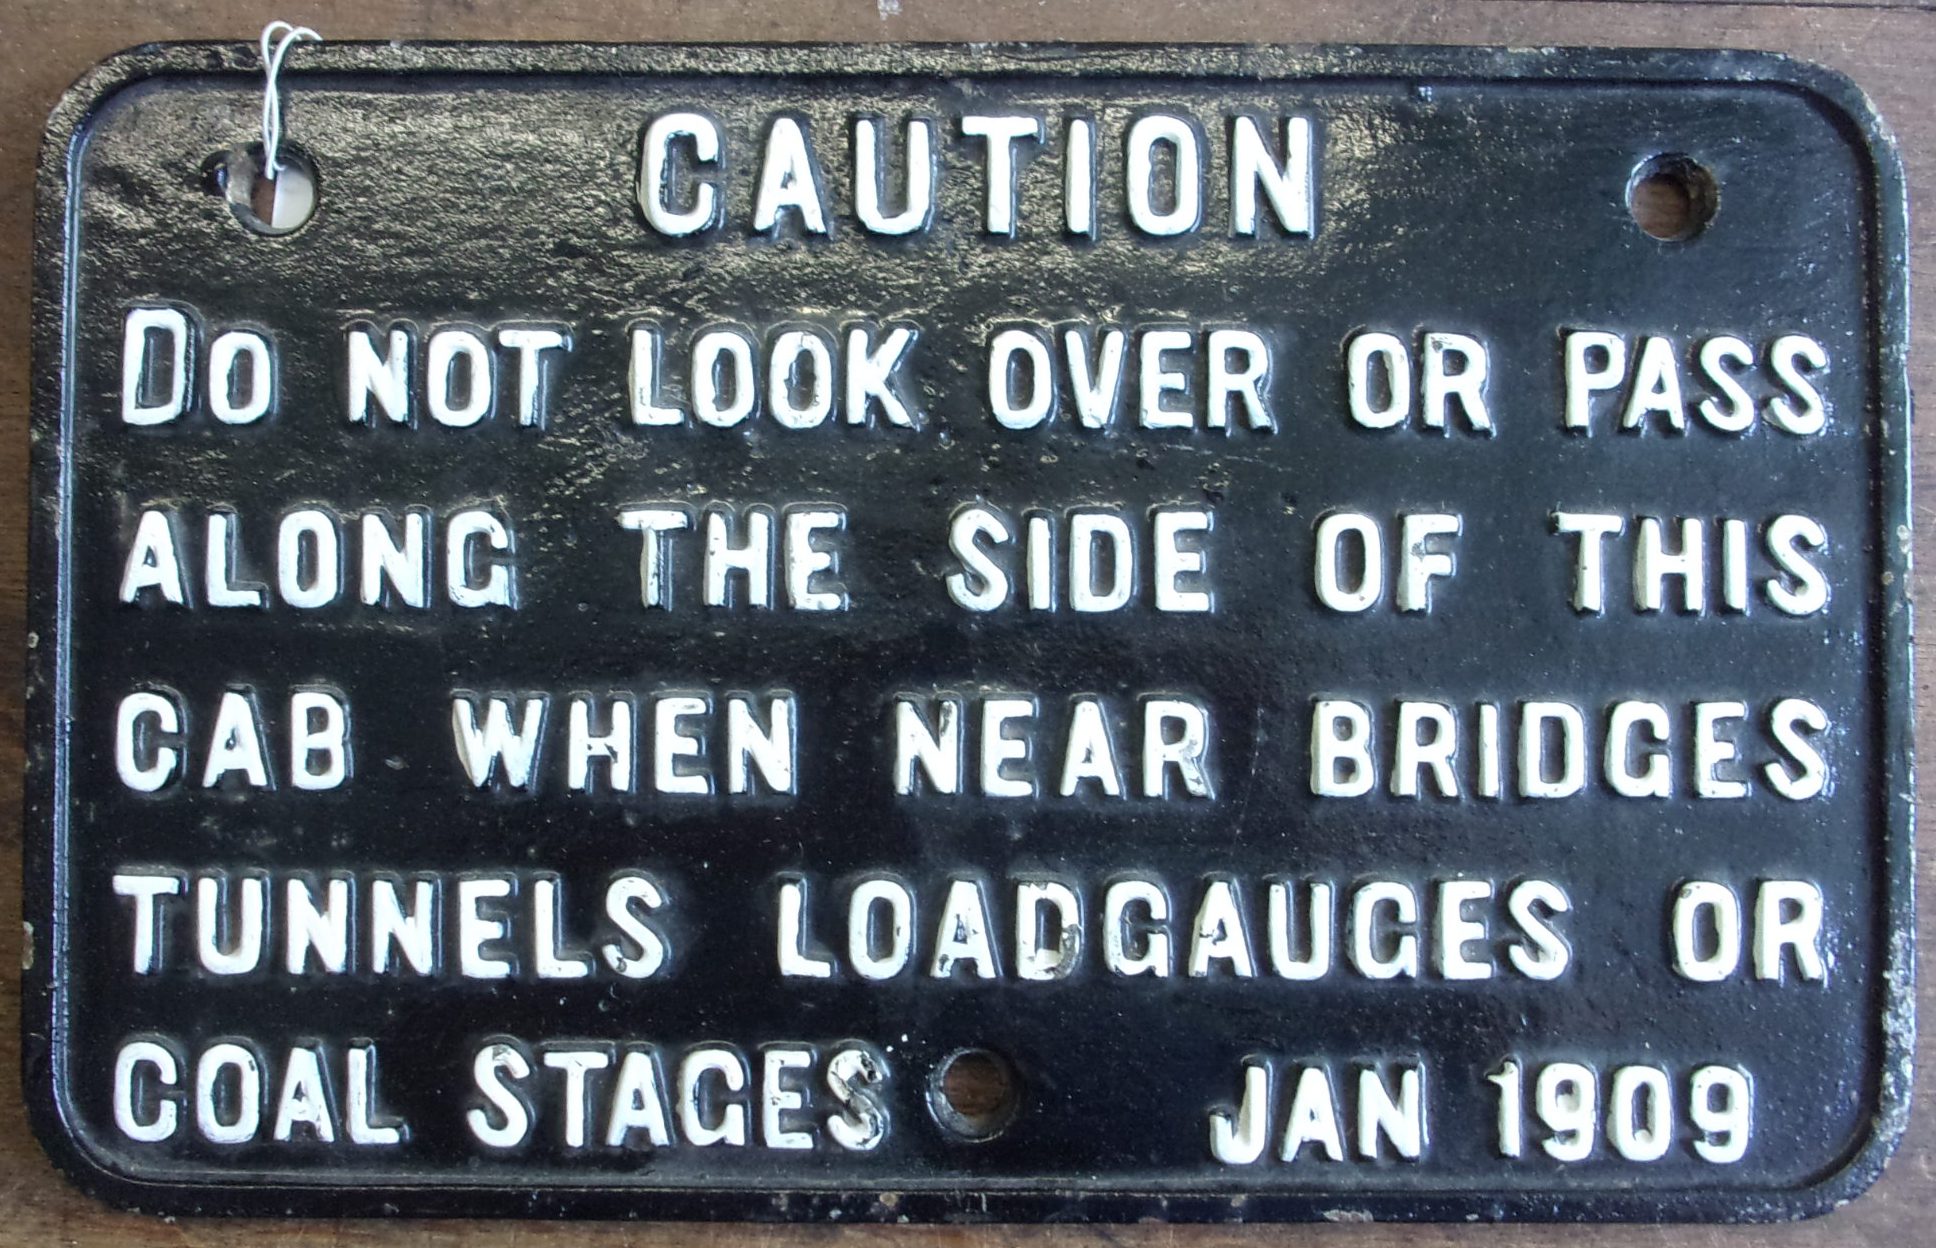 CAUTION
DO NOT LOOK OVER OR PASS
ALONG THE SIDE OF THIS
CAB WHEN NEAR BRIDGES
TUNNELS LOADGAUGES OR
COAL STAGES JAN 1909